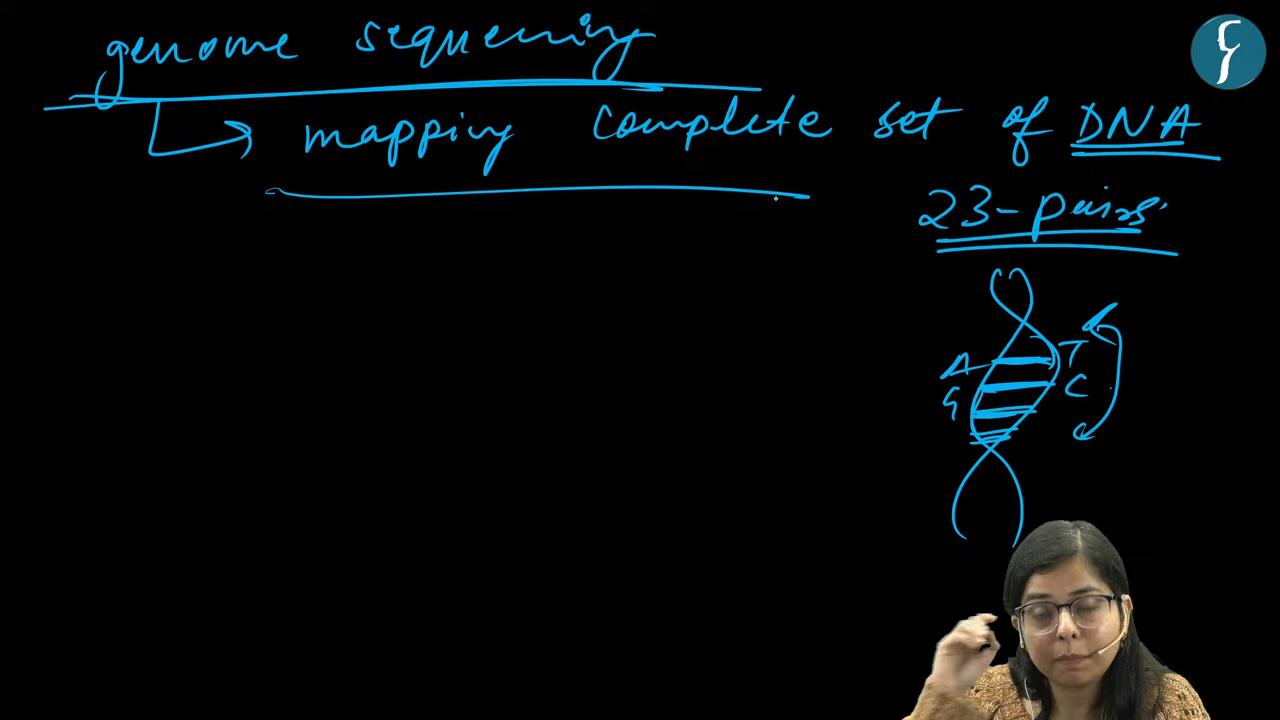 genome sequencing
mapping complete set of DNA
23-pairs
A T
G C